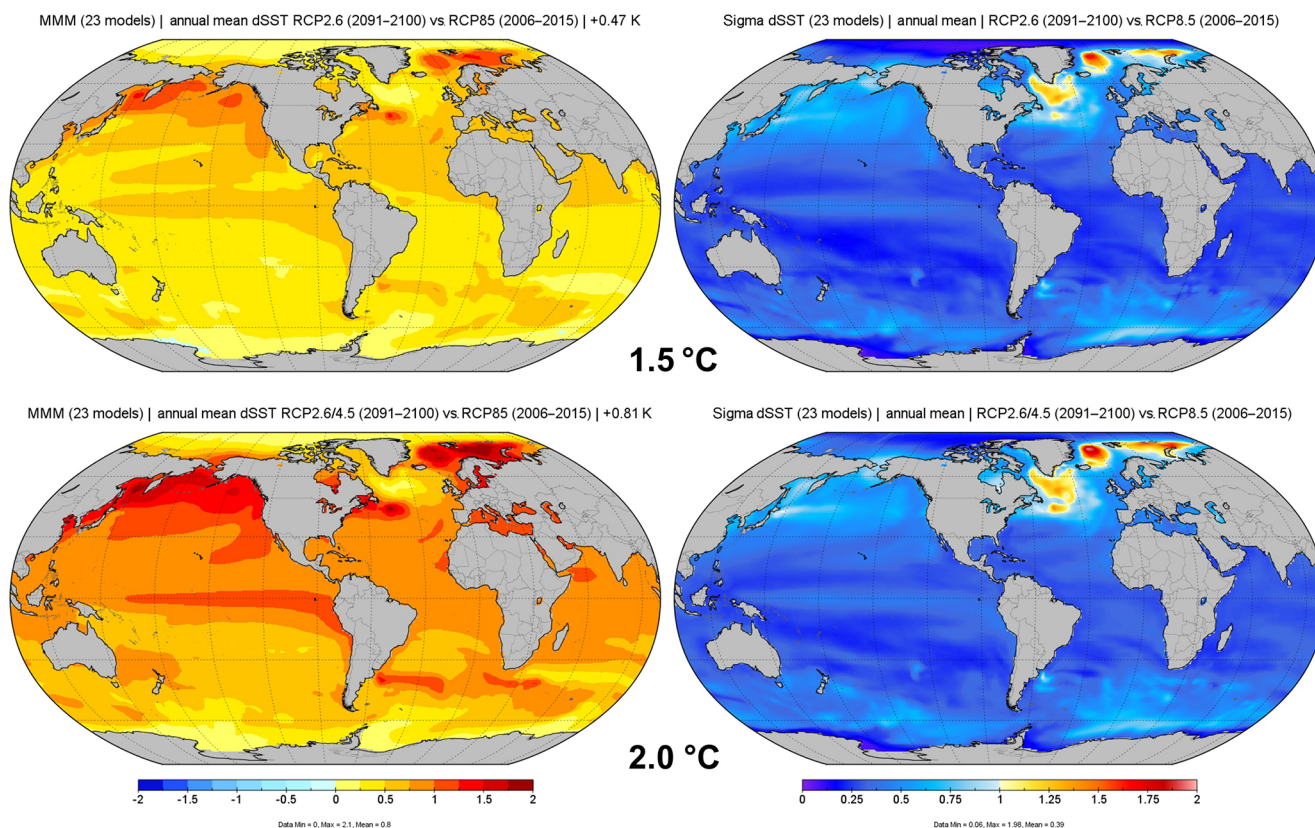 MMM (23 models) | annual mean dSST RCP2.6 (2091–2100) vs. RCP85 (2006–2015) | +0.47 K
Sigma dSST (23 models) | annual mean | RCP2.6 (2091–2100) vs. RCP8.5 (2006–2015)
1.5 °C
MMM (23 models) | annual mean dSST RCP2.6/4.5 (2091–2100) vs. RCP85 (2006–2015) | +0.81 K
Sigma dSST (23 models) | annual mean | RCP2.6/4.5 (2091–2100) vs. RCP8.5 (2006–2015)
2.0 °C
-2 -1.5 -1 -0.5 0 0.5 1 1.5 2
0 0.25 0.5 0.75 1 1.25 1.5 1.75 2
Data Min = 0, Max = 2.1, Mean = 0.8
Data Min = 0.06, Max = 1.98, Mean = 0.39